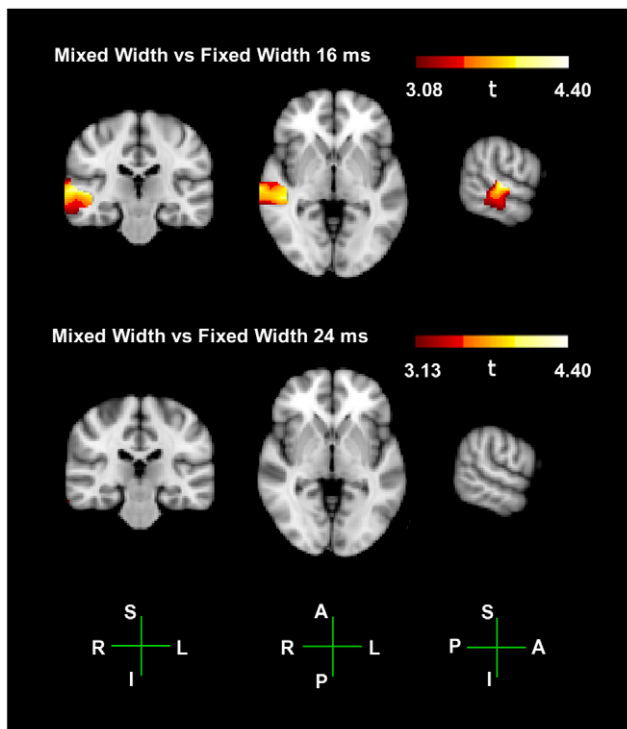 Mixed Width vs Fixed Width 16 ms
3.08 t 4.40
Mixed Width vs Fixed Width 24 ms
3.13 t 4.40
S A S
R L R L P A
I P I